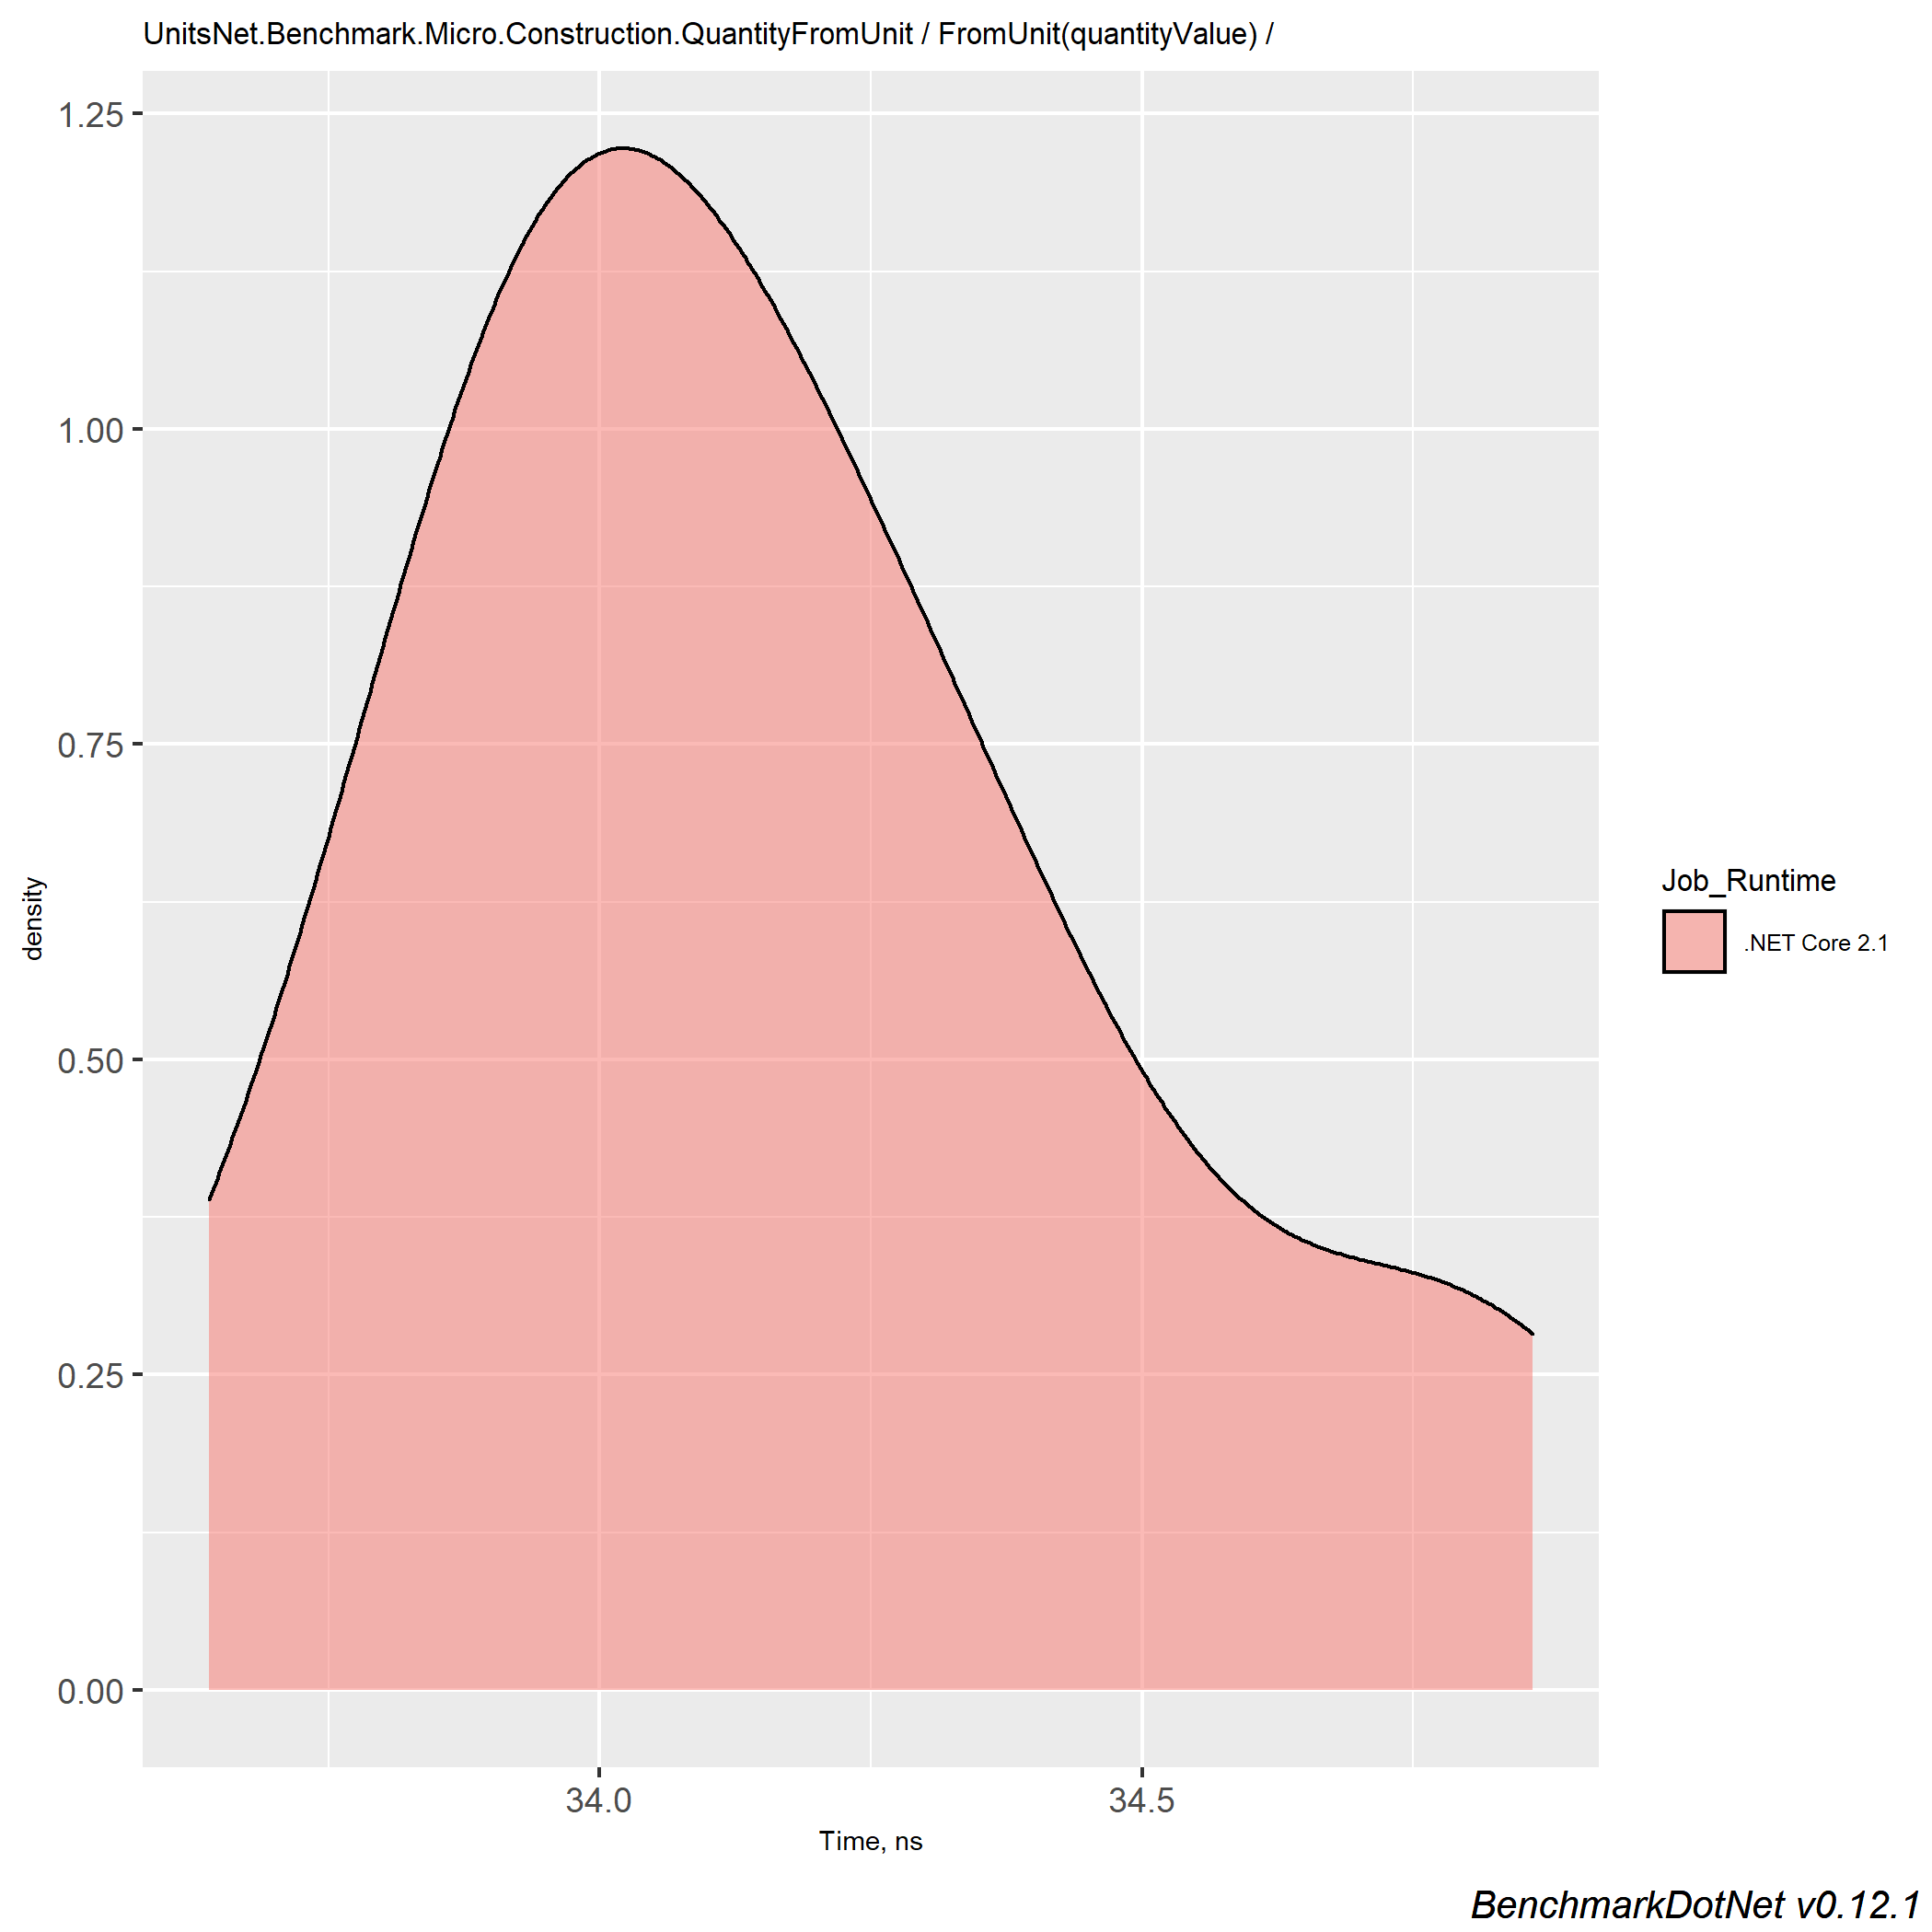 UnitsNet.Benchmark.Micro.Construction.QuantityFromUnit / FromUnit(quantityValue) /
1.25
1.00
0.75
0.50
0.25
0.00
density
34.0
34.5
Time, ns
Job_Runtime
.NET Core 2.1
BenchmarkDotNet v0.12.1